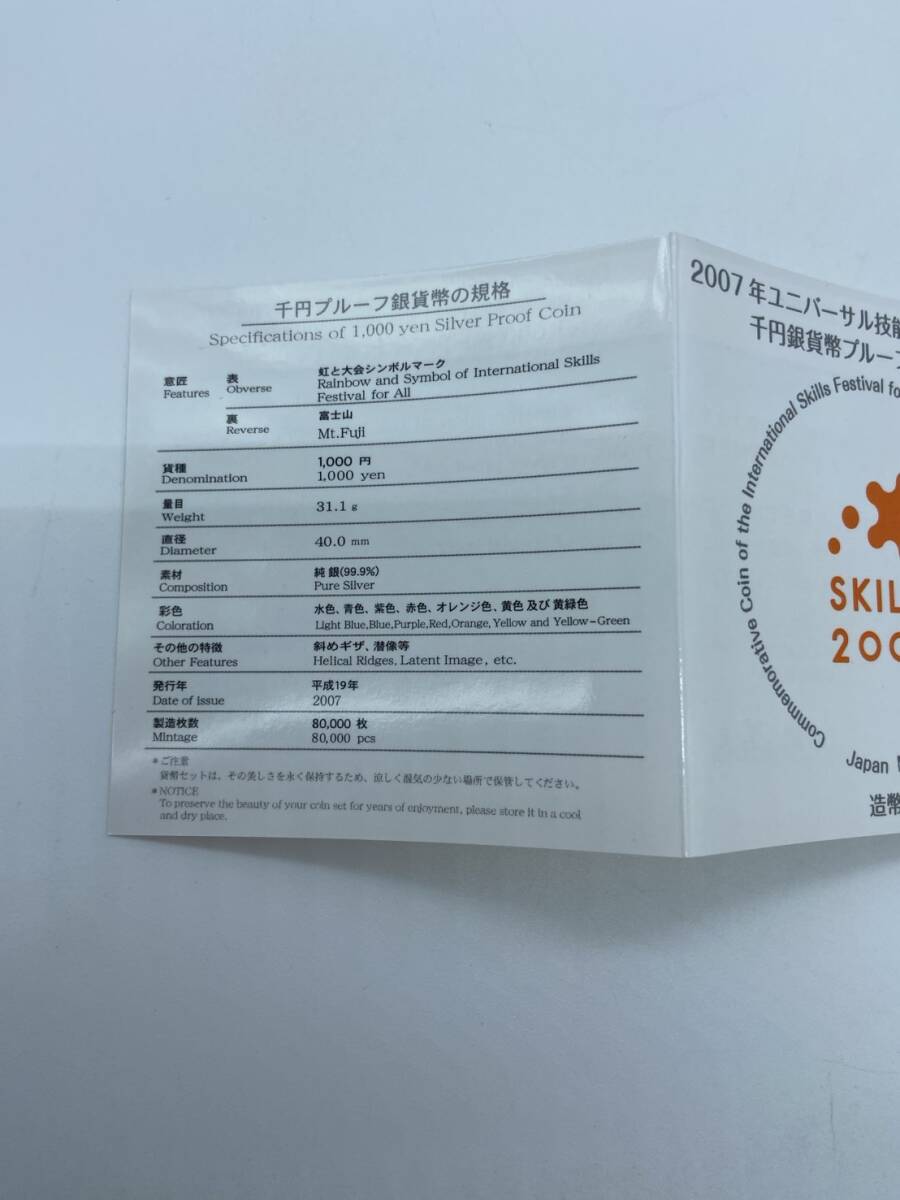 千円プルーフ銀貨幣の規格
Specifications of 1,000 yen Silver Proof Coin
意匠 表 虹と大会シンボルマーク
Features Obverse Rainbow and Symbol of International Skills
Festival for All
裏 富士山
Reverse Mt.Fuji
貨種 1,000 円
Denomination 1,000 yen
量目 31.1 g
Weight
直径 40.0 mm
Diameter
素材 純銀(99.9%)
Composition Pure Silver
彩色 水色、青色、紫色、赤色、オレンジ色、黄色 及び 黄緑色
Coloration Light Blue,Blue,Purple,Red,Orange,Yellow and Yellow-Green
その他の特徴 斜めギザ、潜像等
Other Features Helical Ridges, Latent Image, etc.
発行年 平成19年
Date of issue 2007
製造枚数 80,000 枚
Mintage 80,000 pcs
*ご注意
貨幣セットは、その美しさを永く保持するため、涼しく湿気の少ない場所で保管してください。
*NOTICE
To preserve the beauty of your coin set for years of enjoyment, please store it in a cool
and dry place.
2007年ユニバーサル技能
千円銀貨幣プルーフ
Commemorative Coin of the International Skills Festival fo
SKIL
200
Japan
造幣